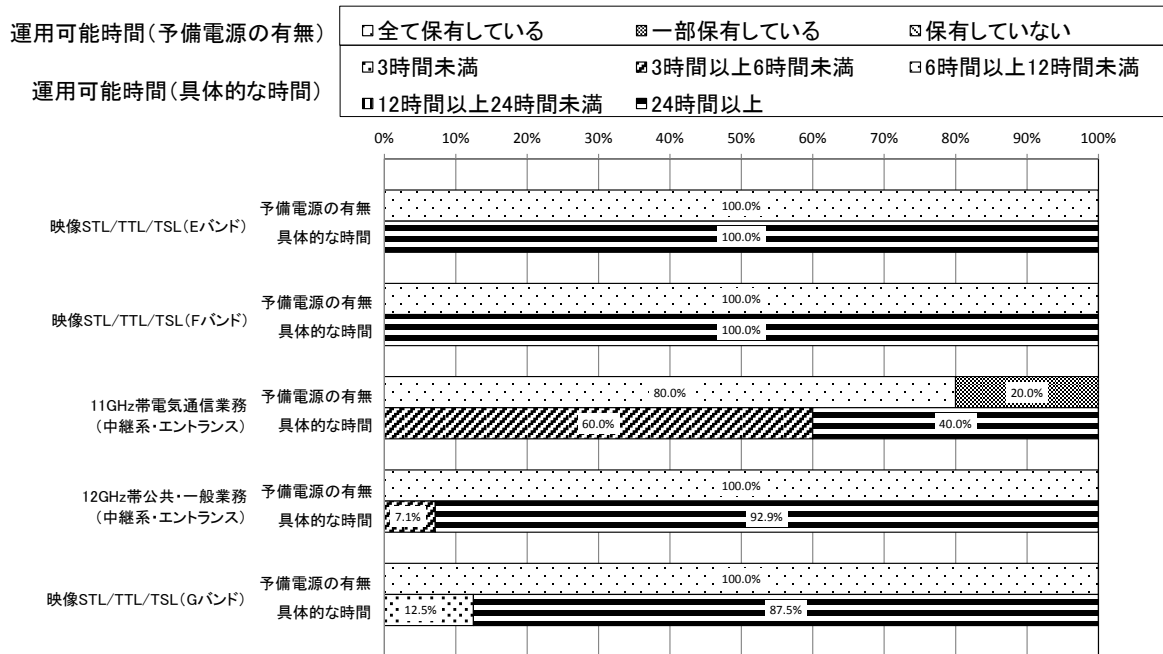 運用可能時間(予備電源の有無) 全て保有している 一部保有している 保有していない
運用可能時間(具体的な時間) 3時間未満 3時間以上6時間未満 6時間以上12時間未満
12時間以上24時間未満 24時間以上
0% 10% 20% 30% 40% 50% 60% 70% 80% 90% 100%
映像STL/TTL/TSL(Eバンド)
予備電源の有無 100.0%
具体的な時間 100.0%
映像STL/TTL/TSL(Fバンド)
予備電源の有無 100.0%
具体的な時間 100.0%
11GHz帯電気通信業務
(中継系・エントランス)
予備電源の有無 80.0% 20.0%
具体的な時間 60.0% 40.0%
12GHz帯公共・一般業務
(中継系・エントランス)
予備電源の有無 100.0%
具体的な時間 7.1% 92.9%
映像STL/TTL/TSL(Gバンド)
予備電源の有無 100.0%
具体的な時間 12.5% 87.5%